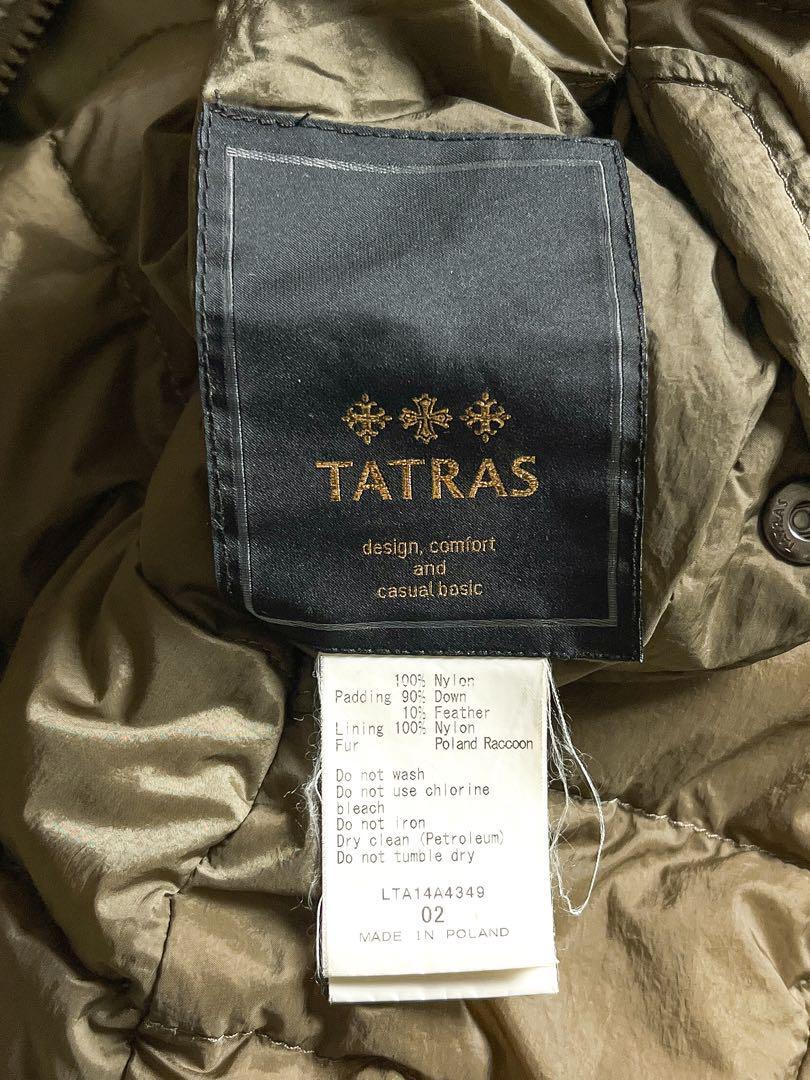 TATRAS
design, comfort
and
casual basic
TATRAS
100% Nylon
Padding 90% Down
10% Feather
Lining 100% Nylon
Fur Poland Raccoon
Do not wash
Do not use chlorine
bleach
Do not iron
Dry clean (Petroleum)
Do not tumble dry
LTA14A4349
02
MADE IN POLAND